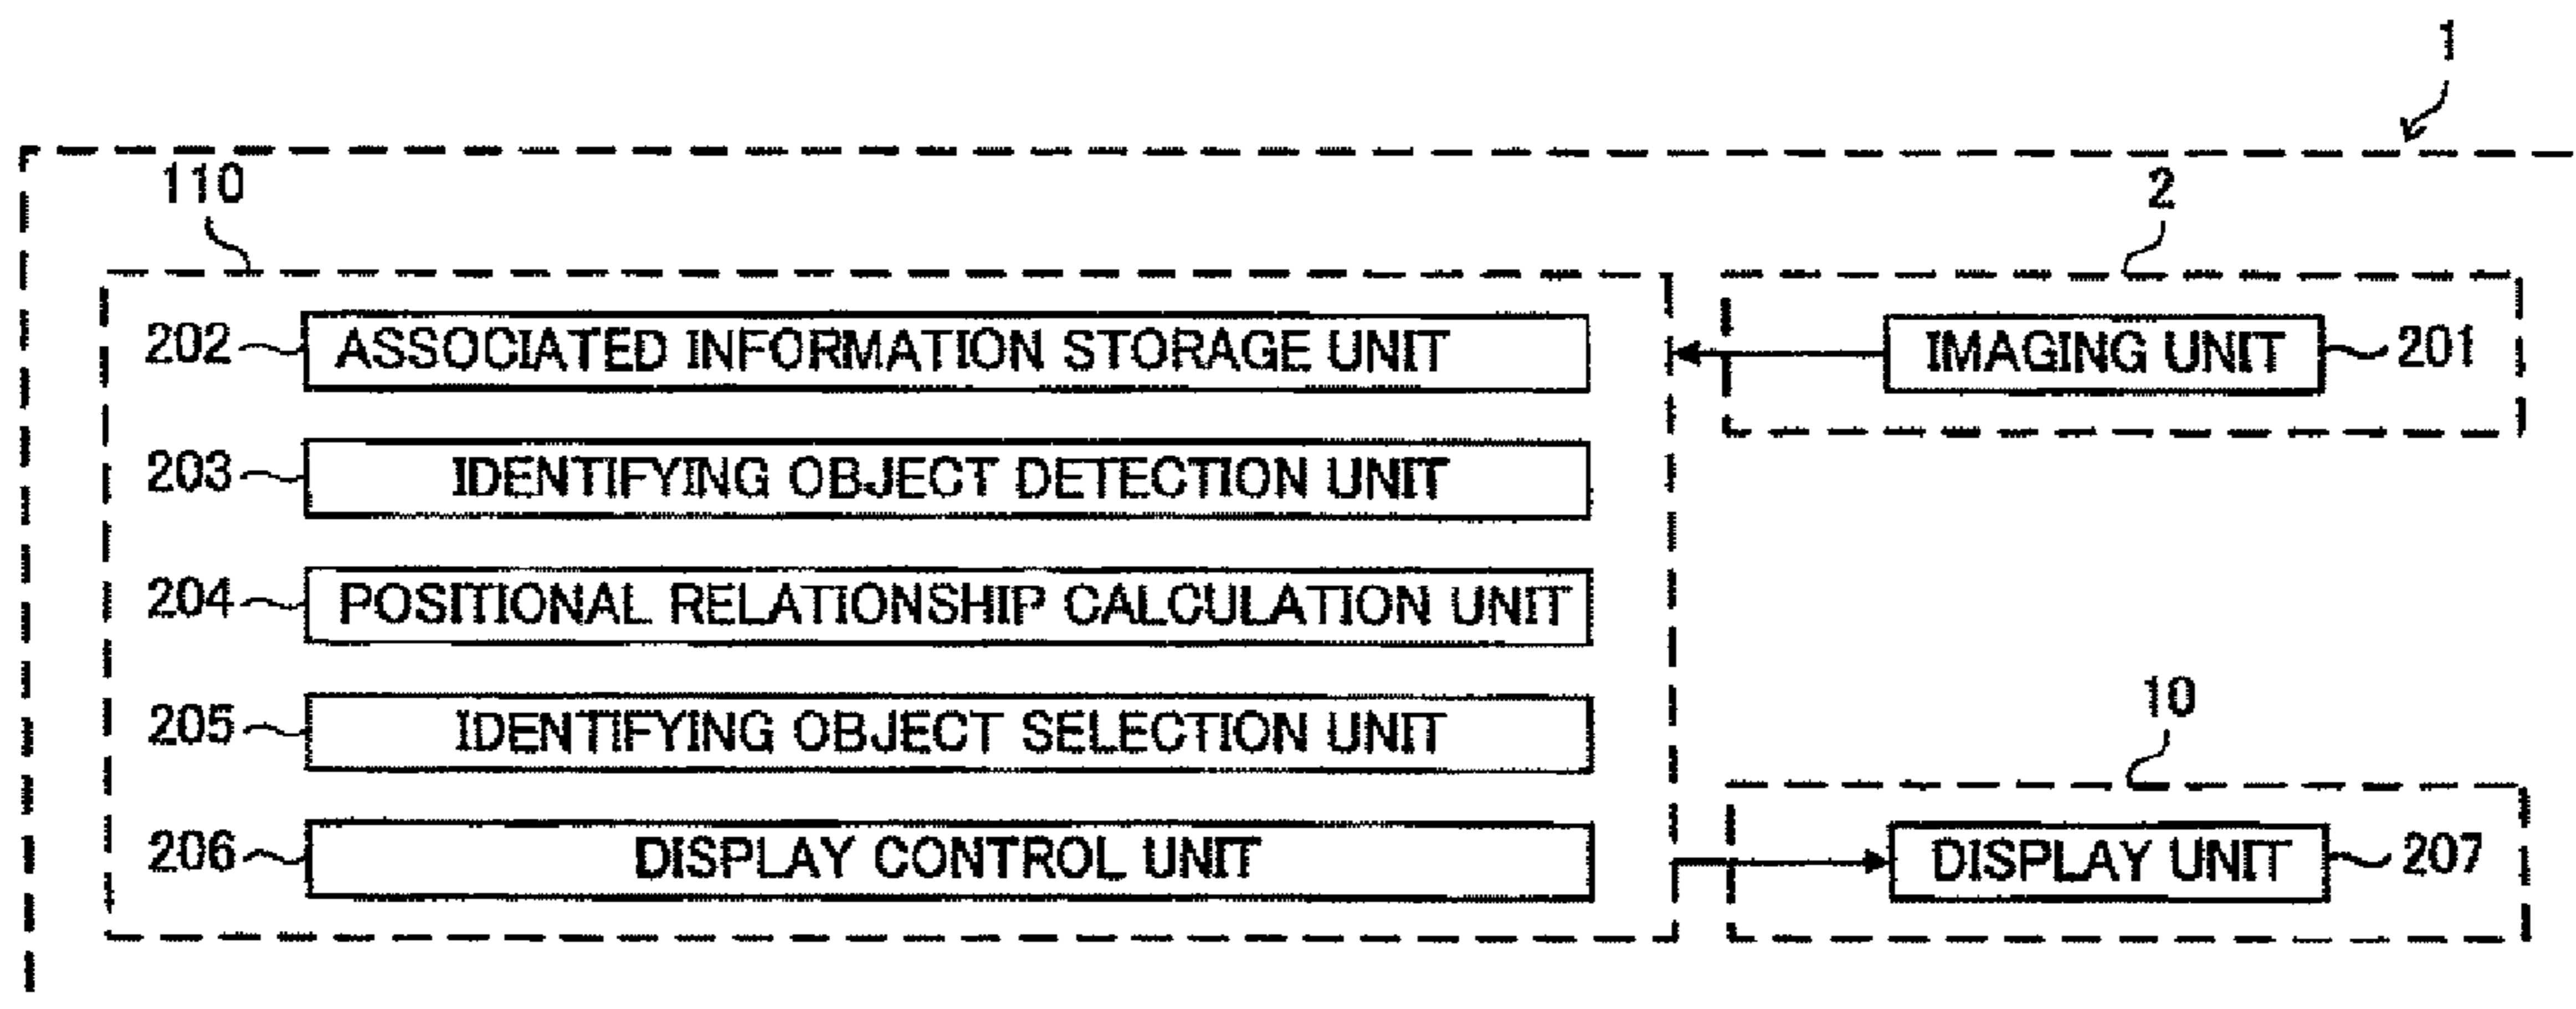 1
110
2
202 ASSOCIATED INFORMATION STORAGE UNIT
IMAGING UNIT 201
203 IDENTIFYING OBJECT DETECTION UNIT
204 POSITIONAL RELATIONSHIP CALCULATION UNIT
205 IDENTIFYING OBJECT SELECTION UNIT
10
206 DISPLAY CONTROL UNIT
DISPLAY UNIT 207